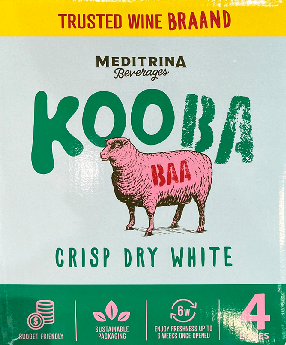 TRUSTED WINE BRAAND
MEDITRINA
Beverages
KOOBA
BAA
CRISP DRY WHITE
BUDGET FRIENDLY
SUSTAINABLE
PACKAGING
6w
ENJOY FRESHNESS UP TO
6 WEEKS ONCE OPENED
4